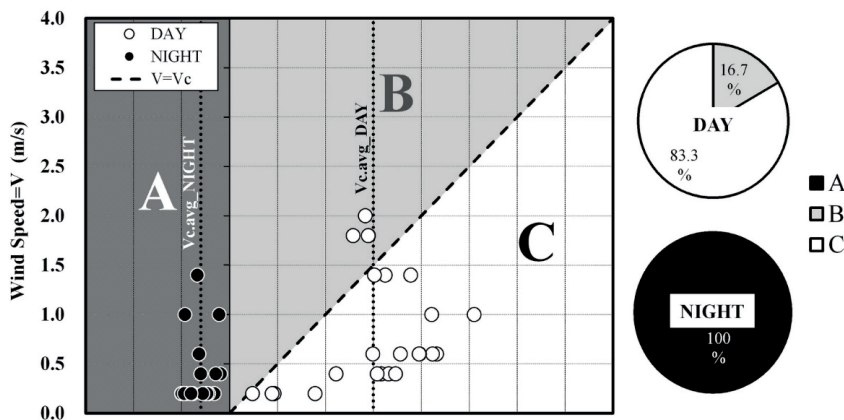 4.0
3.5
3.0
2.5
2.0
1.5
1.0
0.5
0.0
Wind Speed=V (m/s)
DAY
NIGHT
V=Vc
A
B
C
Vc.avg_NIGHT
Vc.avg_DAY
16.7
%
DAY
83.3
%
A
B
C
NIGHT
100
%